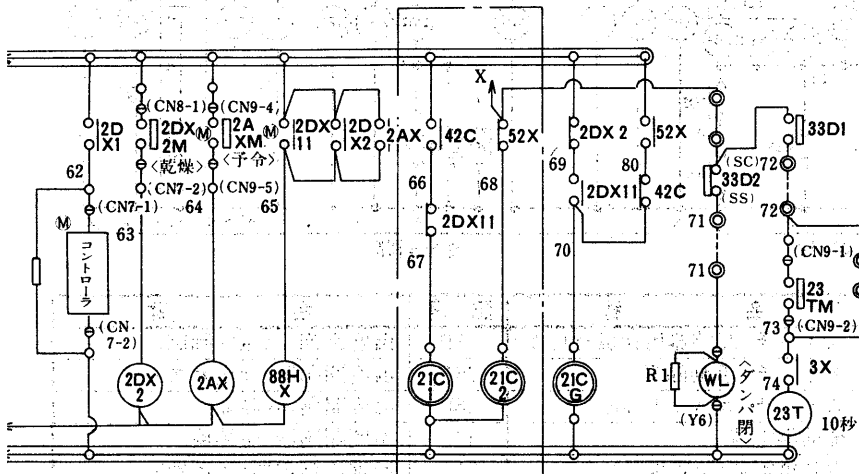 X
(CN8-1)
(CN9-4)
2D
X1
2DX
2M
Ⓜ
〈乾燥〉
2A
XM
Ⓜ
〈予令〉
2DX
11
2D
X2
2AX
42C
52X
2DX 2
52X
33D1
62
(CN7-1)
(CN7-2)
63
64
(CN9-5)
65
66
68
69
80
(SC)
33D2
(SS)
72
2DX11
2DX11
42C
67
70
71
71
72
(CN9-1)
23
TM
73
(CN9-2)
Ⓜ
コントローラ
(CN
7-2)
2DX
2
2AX
88H
X
21C
1
21C
2
21C
G
R1
WL
〈ダンパ閉〉
(Y6)
3X
74
23T
10秒